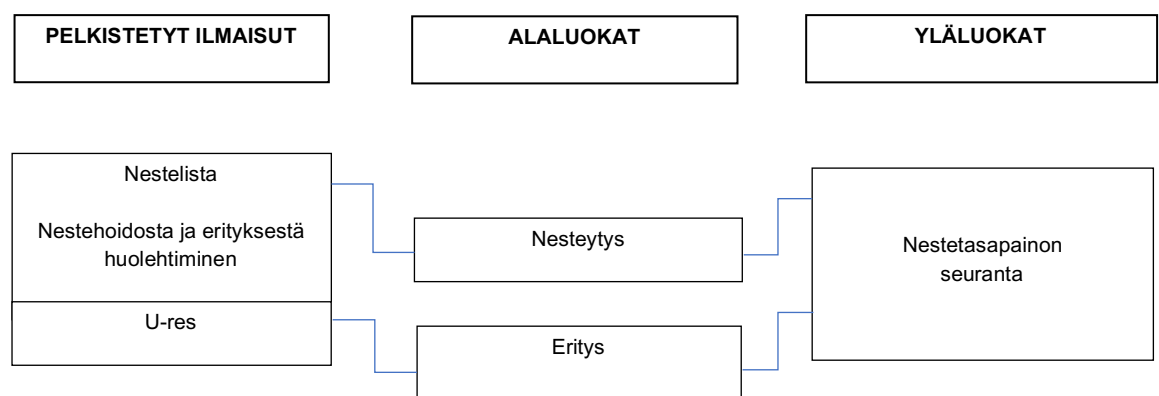 PELKISTETYT ILMAISUT
ALALUOKAT
YLÄLUOKAT
Nestelista
Nestehoidosta ja erityksestä
huolehtiminen
U-res
Nesteytys
Eritys
Nestetasapainon
seuranta